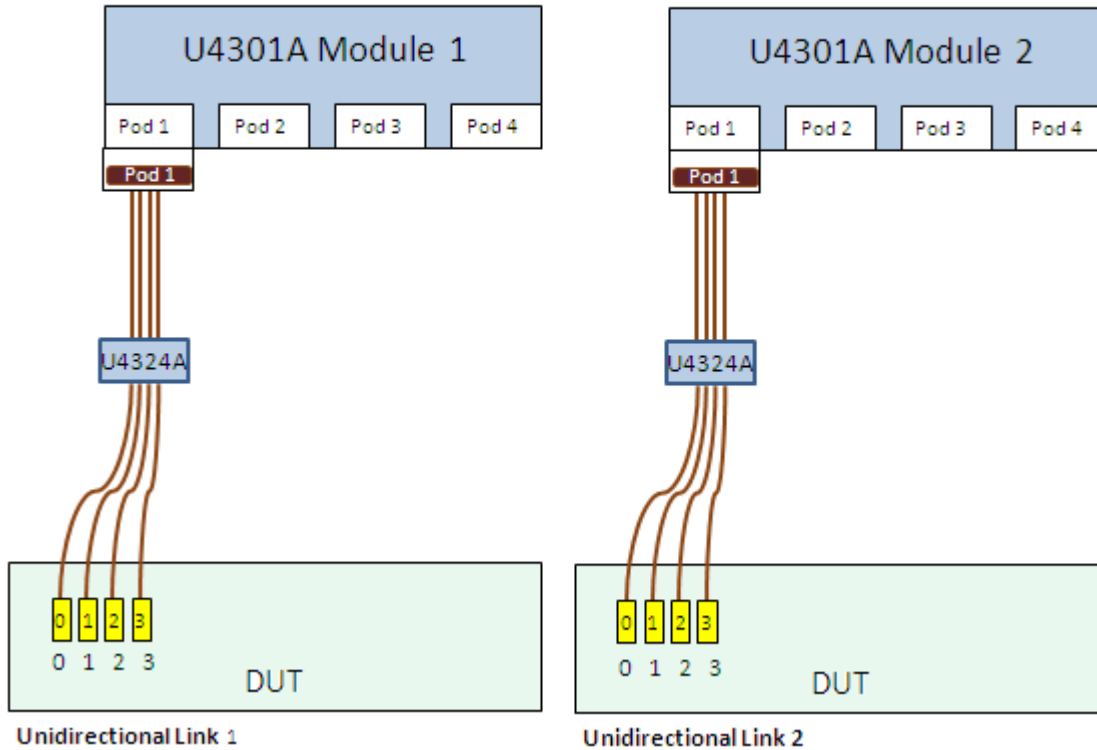 U4301A Module 1
Pod 1 Pod 2 Pod 3 Pod 4
Pod 1
U4324A
0 1 2 3
0 1 2 3
DUT
Unidirectional Link 1
U4301A Module 2
Pod 1 Pod 2 Pod 3 Pod 4
Pod 1
U4324A
0 1 2 3
0 1 2 3
DUT
Unidirectional Link 2